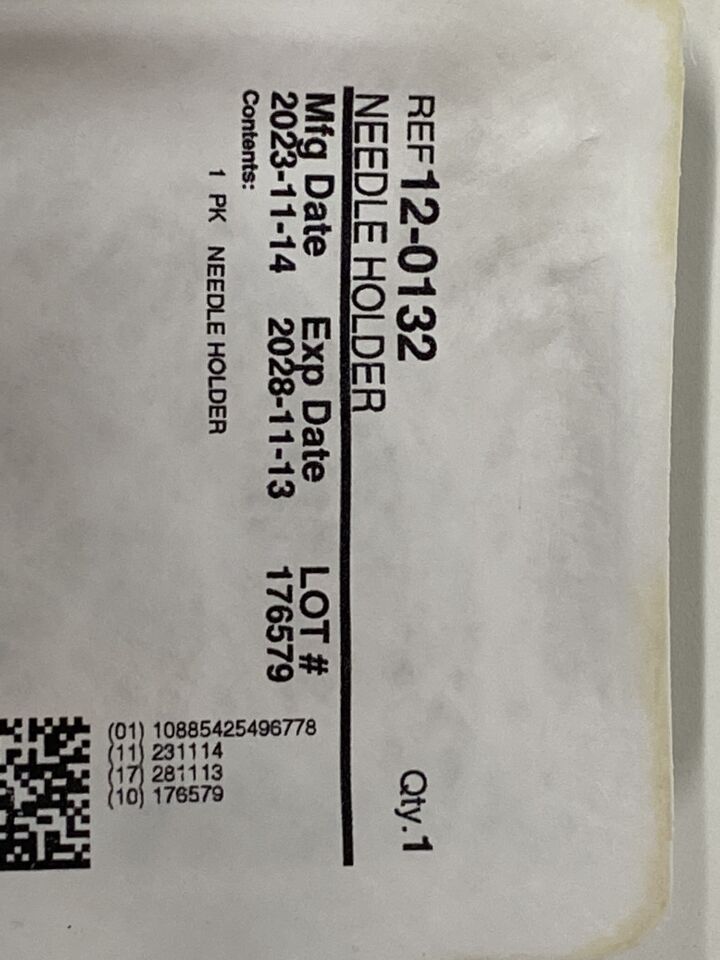 REF 12-0132 Qty.1
NEEDLE HOLDER
Mfg Date Exp Date LOT #
2023-11-14 2028-11-13 176579
Contents:
1 PK NEEDLE HOLDER
(01) 10885425496778
(11) 231114
(17) 281113
(10) 176579